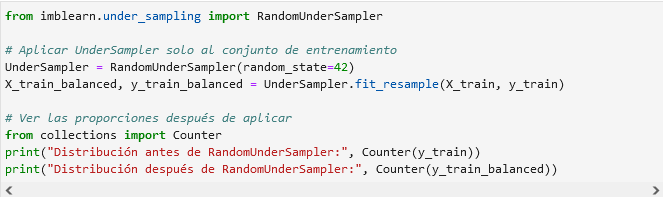 from imblearn.under_sampling import RandomUnderSampler
# Aplicar UnderSampler solo al conjunto de entrenamiento
UnderSampler = RandomUnderSampler(random_state=42)
X_train_balanced, y_train_balanced = UnderSampler.fit_resample(X_train, y_train)
# Ver las proporciones después de aplicar
from collections import Counter
print("Distribución antes de RandomUnderSampler:", Counter(y_train))
print("Distribución después de RandomUnderSampler:", Counter(y_train_balanced))